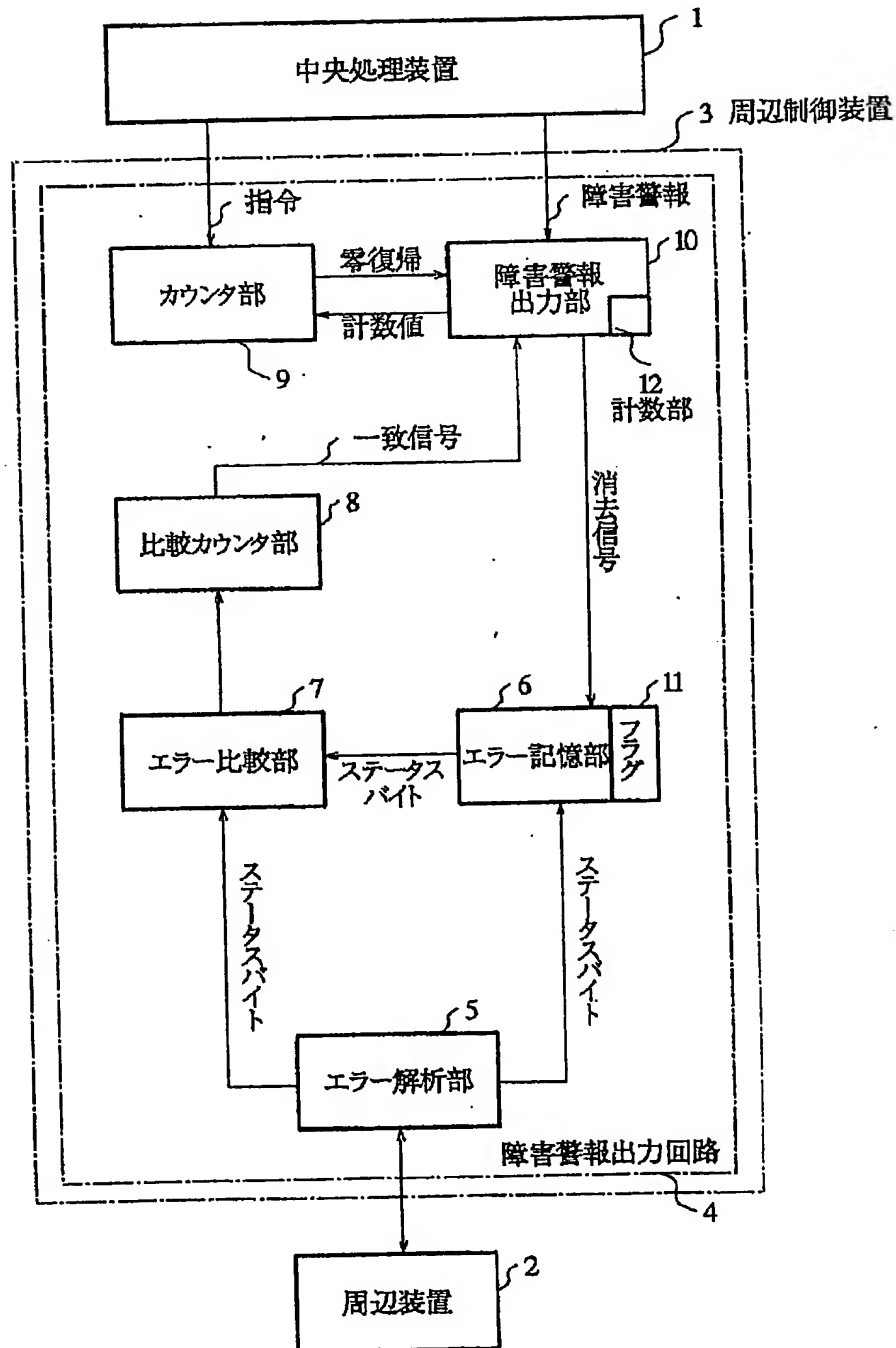 1
中央処理装置
3 周辺制御装置
指令
障害警報
10
カウンタ部
零復帰
計数値
障害警報
出力部
9
12
計数部
一致信号
8
比較カウンタ部
消去信号
7
エラー比較部
6
エラー記憶部
11
フラグ
ステータス
バイト
ステータスバイト
ステータスバイト
5
エラー解析部
障害警報出力回路
4
2
周辺装置